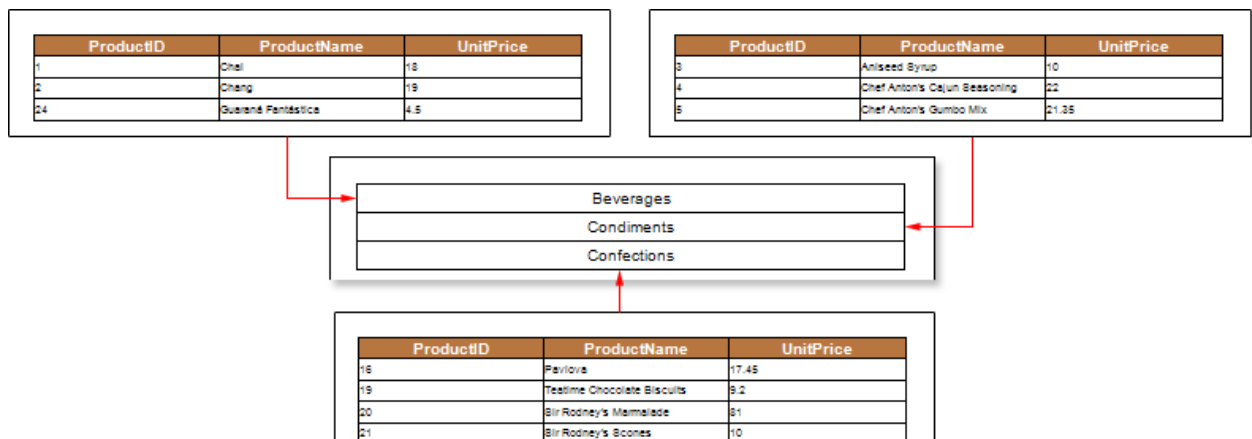 ProductID ProductName UnitPrice
1 Chai 18
2 Chang 19
24 Guaraná Fantástica 4.5
ProductID ProductName UnitPrice
3 Aniseed Syrup 10
4 Chef Anton's Cajun Seasoning 22
5 Chef Anton's Gumbo Mix 21.35
Beverages
Condiments
Confections
ProductID ProductName UnitPrice
16 Pavlova 17.45
19 Teatime Chocolate Biscuits 9.2
20 Sir Rodney's Marmalade 81
21 Sir Rodney's Scones 10